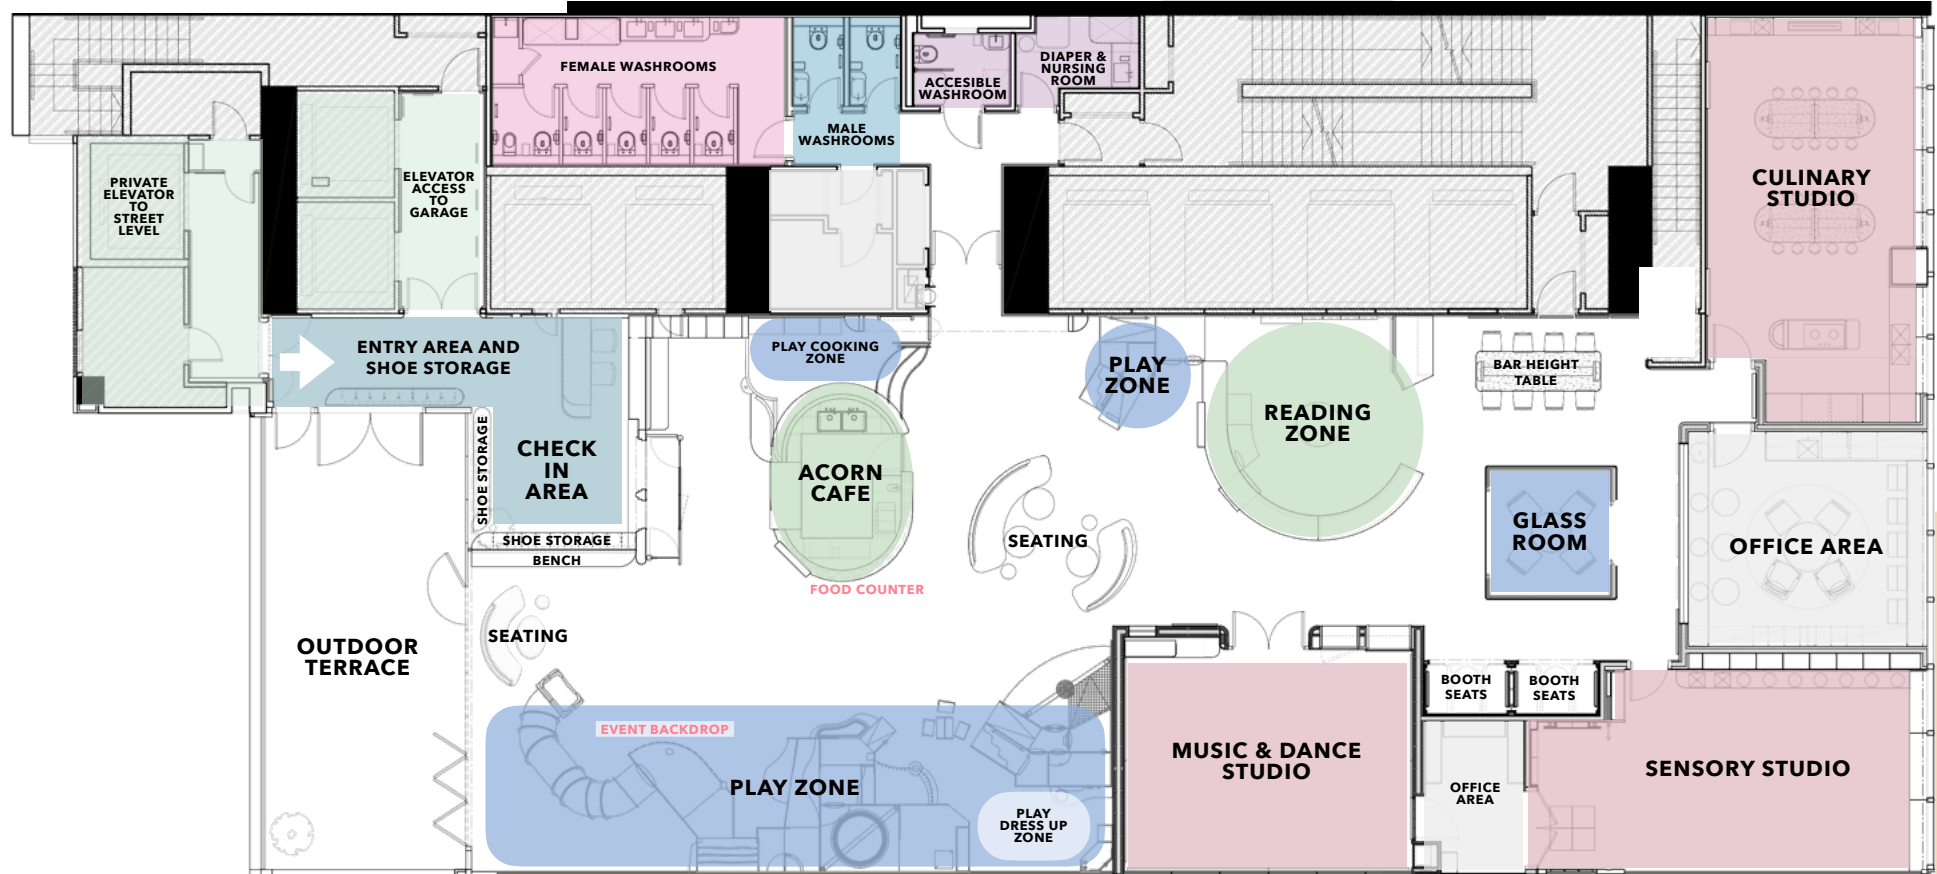 FEMALE WASHROOMS
MALE
WASHROOMS
ACCESIBLE
WASHROOM
DIAPER &
NURSING
ROOM
CULINARY
STUDIO
PRIVATE
ELEVATOR
TO
STREET
LEVEL
ELEVATOR
ACCESS
TO
GARAGE
ENTRY AREA AND
SHOE STORAGE
PLAY COOKING
ZONE
PLAY
ZONE
READING
ZONE
BAR HEIGHT
TABLE
SHOE STORAGE
CHECK
IN
AREA
ACORN
CAFE
SEATING
GLASS
ROOM
OFFICE AREA
SHOE STORAGE
BENCH
FOOD COUNTER
SEATING
OUTDOOR
TERRACE
BOOTH
SEATS
BOOTH
SEATS
EVENT BACKDROP
PLAY ZONE
PLAY
DRESS UP
ZONE
MUSIC & DANCE
STUDIO
OFFICE
AREA
SENSORY STUDIO